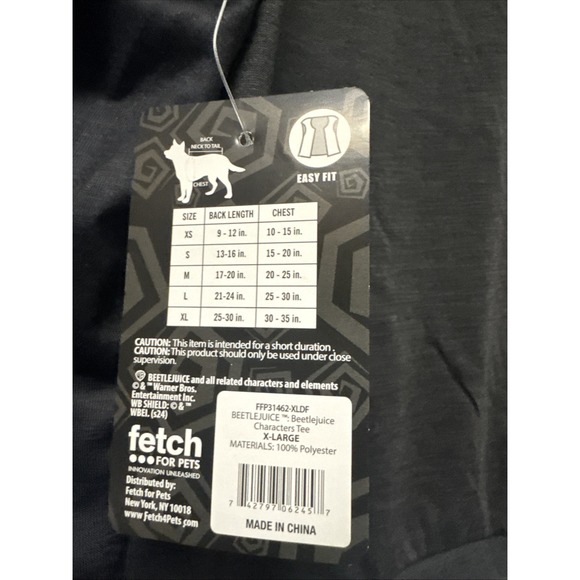 BACK
NECK TO TAIL
CHEST
EASY FIT
SIZE BACK LENGTH CHEST
XS 9 - 12 in. 10 - 15 in.
S 13-16 in. 15 - 20 in.
M 17-20 in. 20 - 25 in.
L 21-24 in. 25 - 30 in.
XL 25-30 in. 30 - 35 in.
CAUTION: This item is intended for a short duration .
CAUTION: This product should only be used under close
supervision.
WB BEETLEJUICE and all related characters and elements
© & ™ Warner Bros.
Entertainment Inc.
WB SHIELD: © & ™
WBEI. (s24)
fetch
FOR PETS
INNOVATION UNLEASHED
Distributed by:
Fetch for Pets
New York, NY 10018
www.Fetch4Pets.com
FFP31462-XLDF
BEETLEJUICE ™: Beetlejuice
Characters Tee
X-LARGE
MATERIALS: 100% Polyester
7 42797 06245 7
MADE IN CHINA